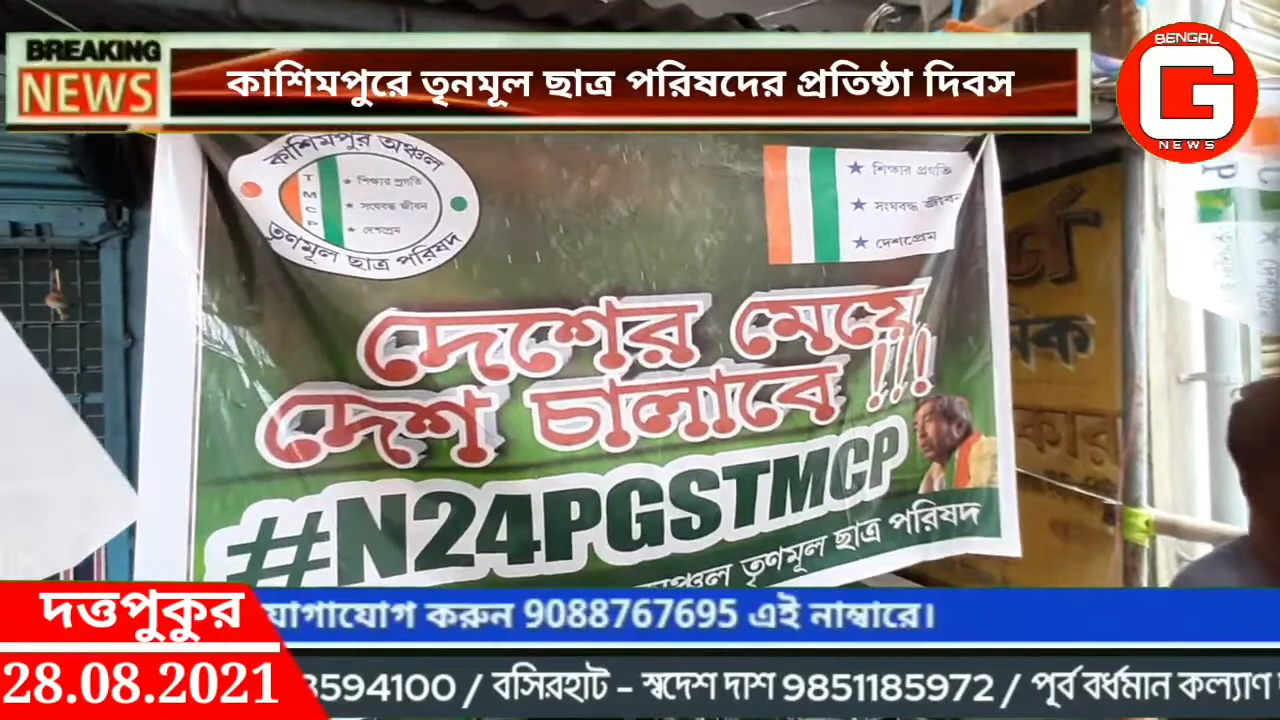 BREAKING
NEWS
কাশিমপুরে তৃনমূল ছাত্র পরিষদের প্রতিষ্ঠা দিবস
BENGAL
G
NEWS
কাশিমপুর অঞ্চল
TMCP
শিক্ষার প্রগতি
সংঘবদ্ধ জীবন
দেশপ্রেম
তৃণমূল ছাত্র পরিষদ
শিক্ষার প্রগতি
সংঘবদ্ধ জীবন
দেশপ্রেম
দেশের মেয়ে
দেশ চালাবে !!!
#N24PGSTMCP
তৃণমূল ছাত্র পরিষদ
দত্তপুকুর
যোগাযোগ করুন 9088767695 এই নাম্বারে।
28.08.2021
3594100 / বসিরহাট - স্বদেশ দাশ 9851185972 / পূর্ব বর্ধমান কল্যাণ